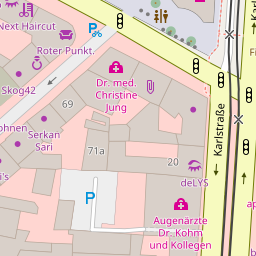 Next Haircut
P
Roter Punkt.
Dr. med.
Christine
Jung
Skog42
69
ohnen
Serkan
Sari
71a
20
deLYS
Karlstraße
P
Augenärzte
Dr. Kohm
und Kollegen